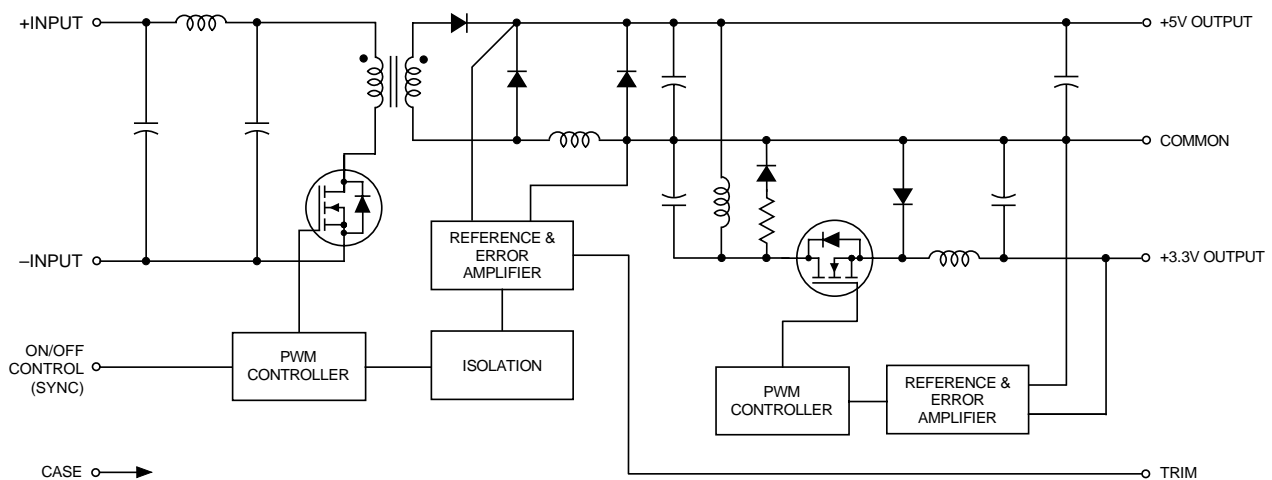 +INPUT
+5V OUTPUT
COMMON
–INPUT
REFERENCE &
ERROR
AMPLIFIER
+3.3V OUTPUT
ON/OFF
CONTROL
(SYNC)
PWM
CONTROLLER
ISOLATION
PWM
CONTROLLER
REFERENCE &
ERROR
AMPLIFIER
CASE
TRIM